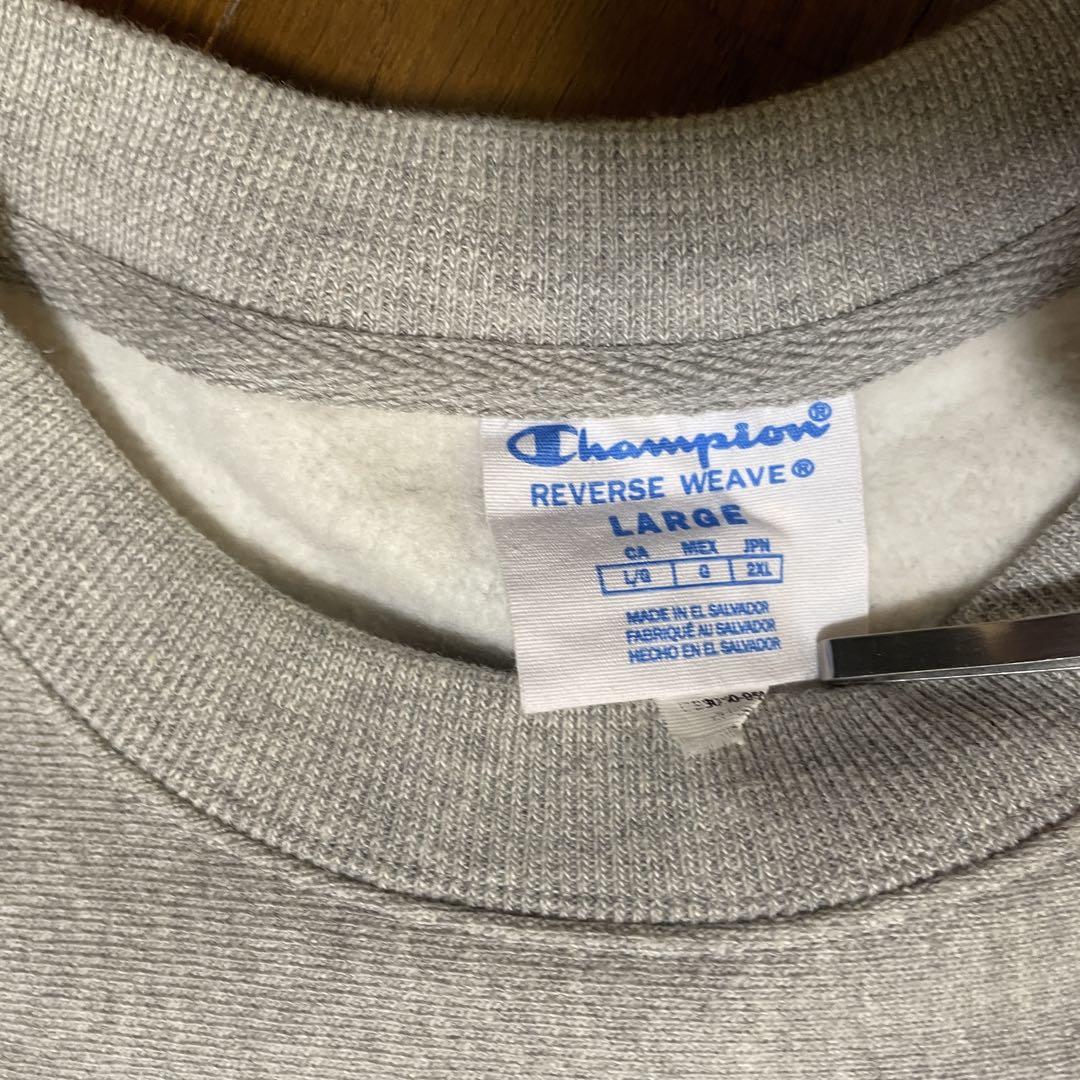 Champion®
REVERSE WEAVE®
LARGE
CA MEX JPN
L/G G 2XL
MADE IN EL SALVADOR
FABRIQUÉ AU SALVADOR
HECHO EN EL SALVADOR